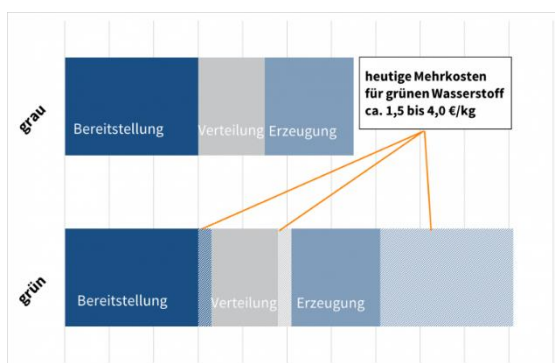 heutige Mehrkosten
für grünen Wasserstoff
ca. 1,5 bis 4,0 €/kg
grau
Bereitstellung
Verteilung
Erzeugung
grün
Bereitstellung
Verteilung
Erzeugung